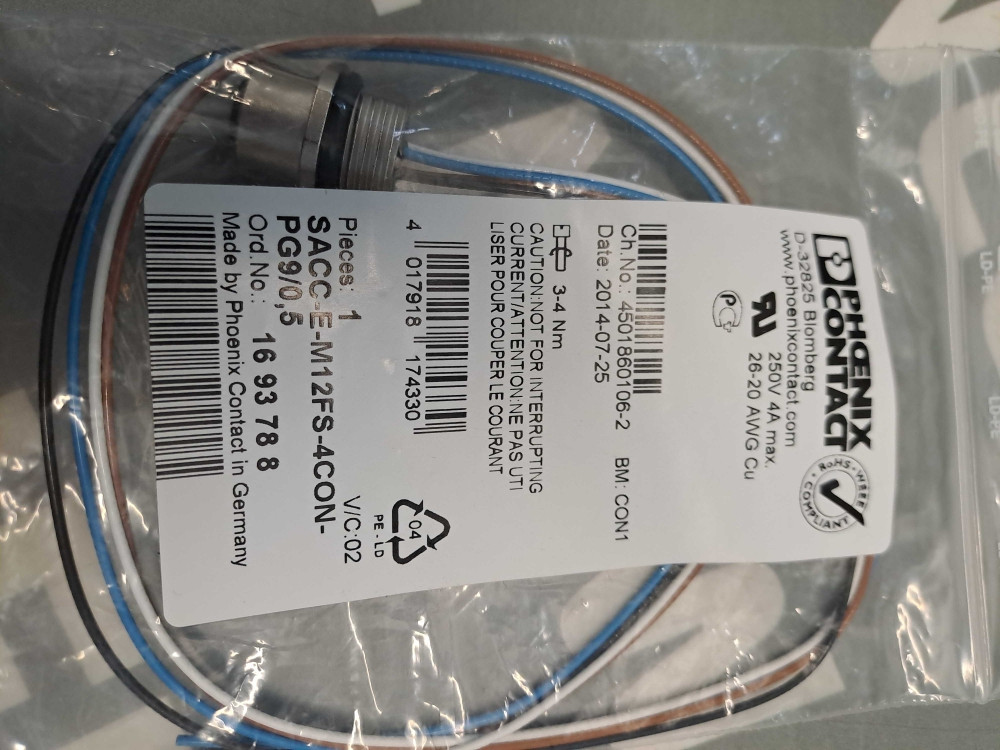 PHŒNIX
CONTACT
D-32825 Blomberg
www.phoenixcontact.com
RoHS - WEEE
COMPLIANT
250V 4A max.
26-20 AWG Cu
Ch.No.: 4501860106-2 BM: CON1
Date: 2014-07-25
3-4 Nm
CAUTION:NOT FOR INTERRUPTING
CURRENT/ATTENTION:NE PAS UTI
LISER POUR COUPER LE COURANT
4 017918 174330
04
PE-LD
Pieces: 1 V/C:02
SACC-E-M12FS-4CON-
PG9/0,5
Ord.No.: 16 93 78 8
Made by Phoenix Contact in Germany